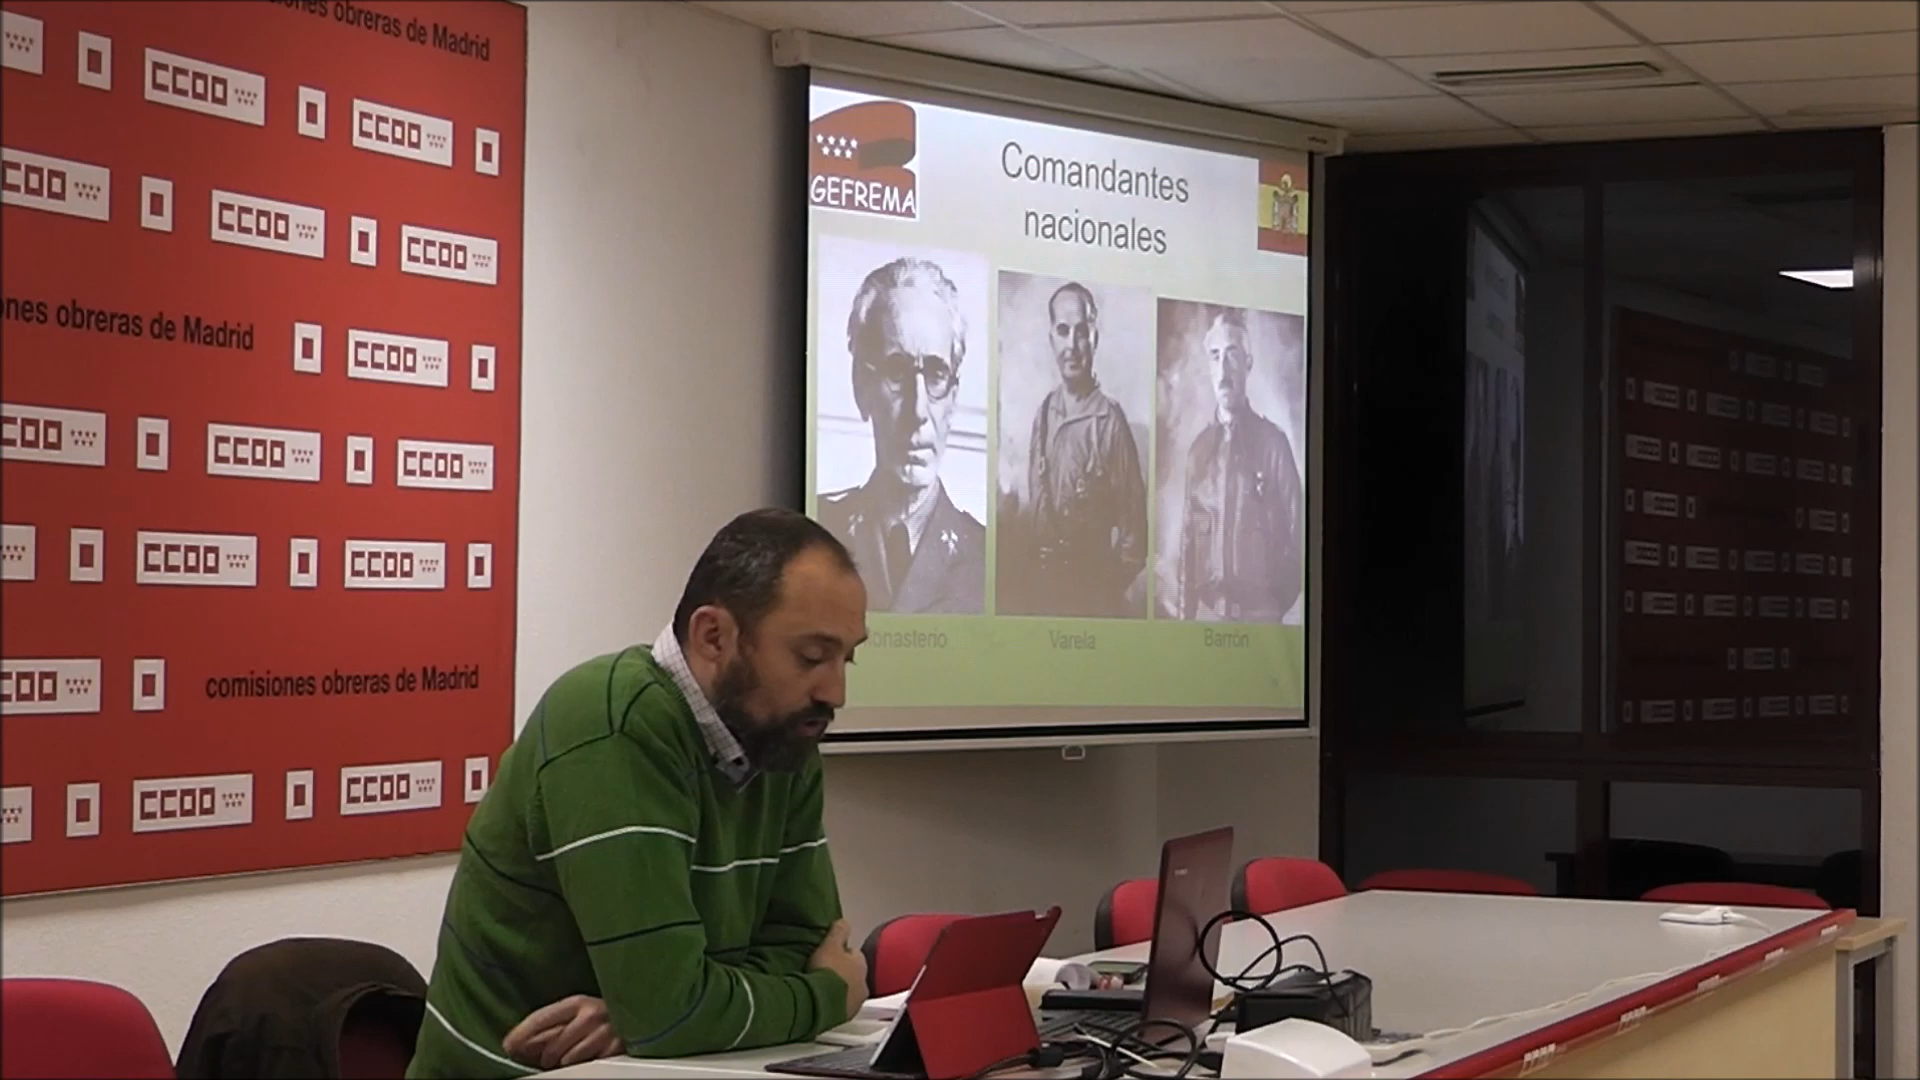 comisiones obreras de Madrid
CCOO
CCOO
CCOO
CCOO
CCOO
ones obreras de Madrid
CCOO
CCOO
CCOO
CCOO
CCOO
CCOO
CCOO
comisiones obreras de Madrid
CCOO
CCOO
GEFREMA
Comandantes
nacionales
Monasterio
Varela
Barrón